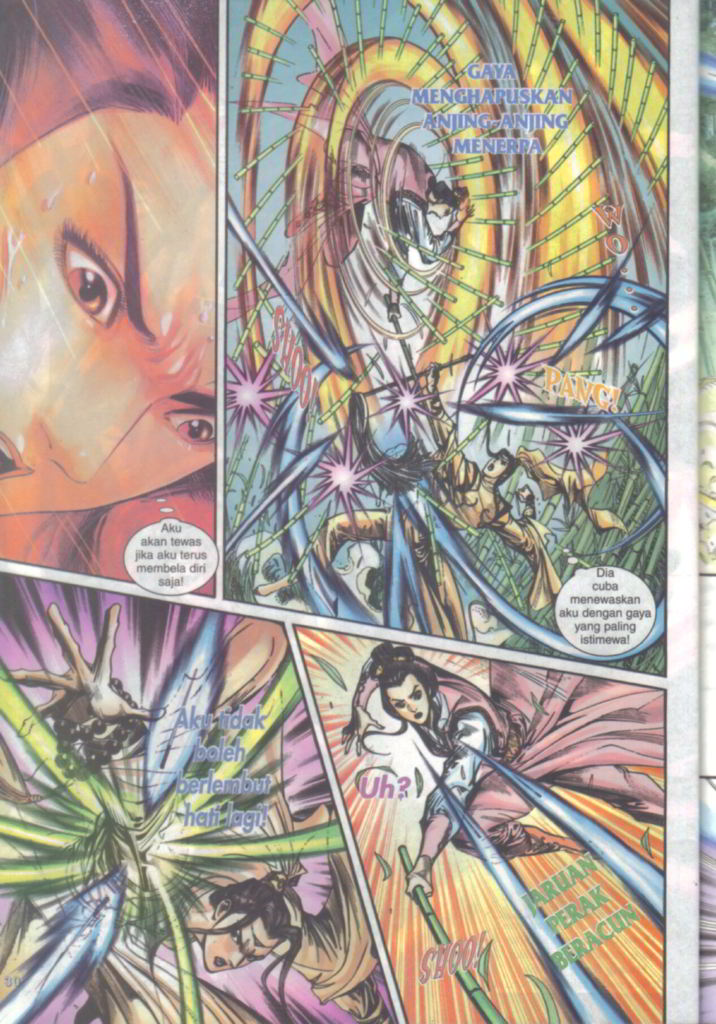 Aku
akan tewas
jika aku terus
membela diri
saja!
GAYA
MENGHAPUSKAN
ANJING-ANJING
MENERPA
WO...
SHOO!
PANG!
Dia
cuba
menewaskan
aku dengan gaya
yang paling
istimewa!
Aku tidak
boleh
berlembut
hati lagi!
Uh?
JARUAN
PERAK
BERACUN
SHOO!
30